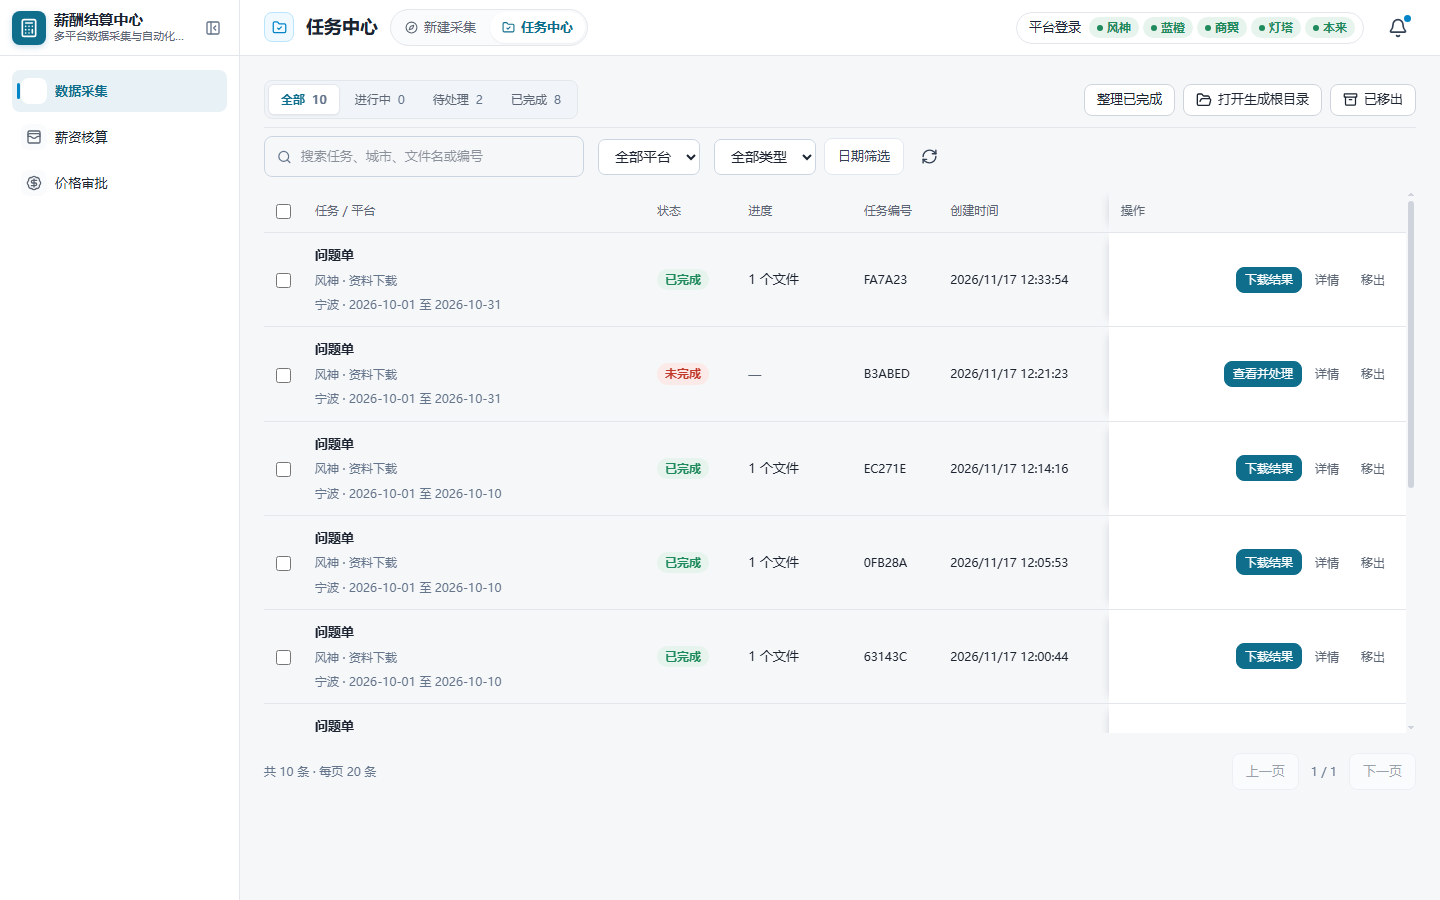 薪酬结算中心
多平台数据采集与自动化...
数据采集
薪资核算
价格审批
任务中心
新建采集
任务中心
平台登录 风神 蓝橙 商翼 灯塔 本来
全部 10 进行中 0 待处理 2 已完成 8
整理已完成 打开生成根目录 已移出
搜索任务、城市、文件名或编号 全部平台 全部类型 日期筛选
任务 / 平台 状态 进度 任务编号 创建时间 操作
问题单
风神 · 资料下载
宁波 · 2026-10-01 至 2026-10-31
已完成 1 个文件 FA7A23 2026/11/17 12:33:54 下载结果 详情 移出
问题单
风神 · 资料下载
宁波 · 2026-10-01 至 2026-10-31
未完成 — B3ABED 2026/11/17 12:21:23 查看并处理 详情 移出
问题单
风神 · 资料下载
宁波 · 2026-10-01 至 2026-10-10
已完成 1 个文件 EC271E 2026/11/17 12:14:16 下载结果 详情 移出
问题单
风神 · 资料下载
宁波 · 2026-10-01 至 2026-10-10
已完成 1 个文件 0FB28A 2026/11/17 12:05:53 下载结果 详情 移出
问题单
风神 · 资料下载
宁波 · 2026-10-01 至 2026-10-10
已完成 1 个文件 63143C 2026/11/17 12:00:44 下载结果 详情 移出
问题单
共 10 条 · 每页 20 条 上一页 1 / 1 下一页